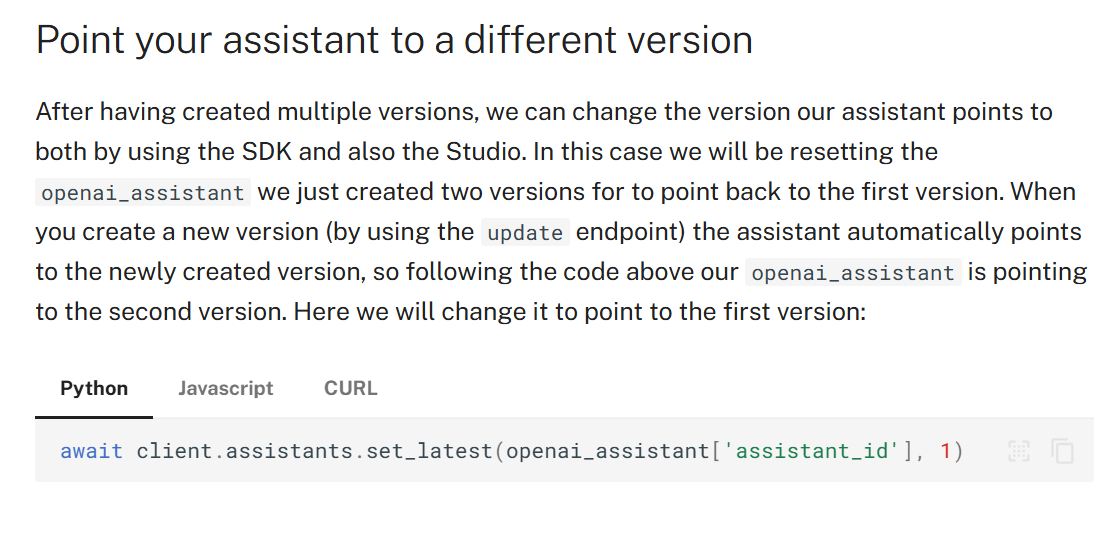 Point your assistant to a different version
After having created multiple versions, we can change the version our assistant points to
both by using the SDK and also the Studio. In this case we will be resetting the
openai_assistant we just created two versions for to point back to the first version. When
you create a new version (by using the update endpoint) the assistant automatically points
to the newly created version, so following the code above our openai_assistant is pointing
to the second version. Here we will change it to point to the first version:
Python Javascript CURL
await client.assistants.set_latest(openai_assistant['assistant_id'], 1)